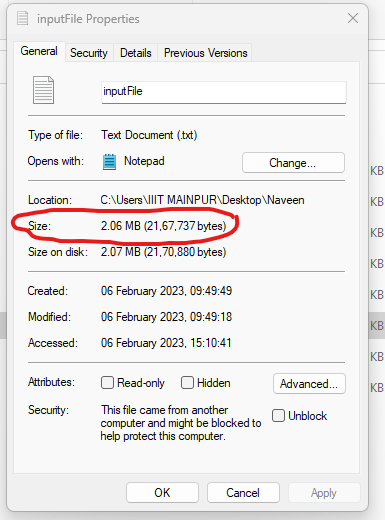 inputFile Properties
General Security Details Previous Versions
inputFile
Type of file: Text Document (.txt)
Opens with: Notepad Change...
Location: C:\Users\IIIT MAINPUR\Desktop\Naveen
Size: 2.06 MB (21,67,737 bytes)
Size on disk: 2.07 MB (21,70,880 bytes)
Created: 06 February 2023, 09:49:49
Modified: 06 February 2023, 09:49:18
Accessed: 06 February 2023, 15:10:41
Attributes: Read-only Hidden Advanced...
Security: This file came from another
computer and might be blocked to
help protect this computer.
Unblock
OK Cancel Apply
KB
KB
KB
KB
KB
KB
KB